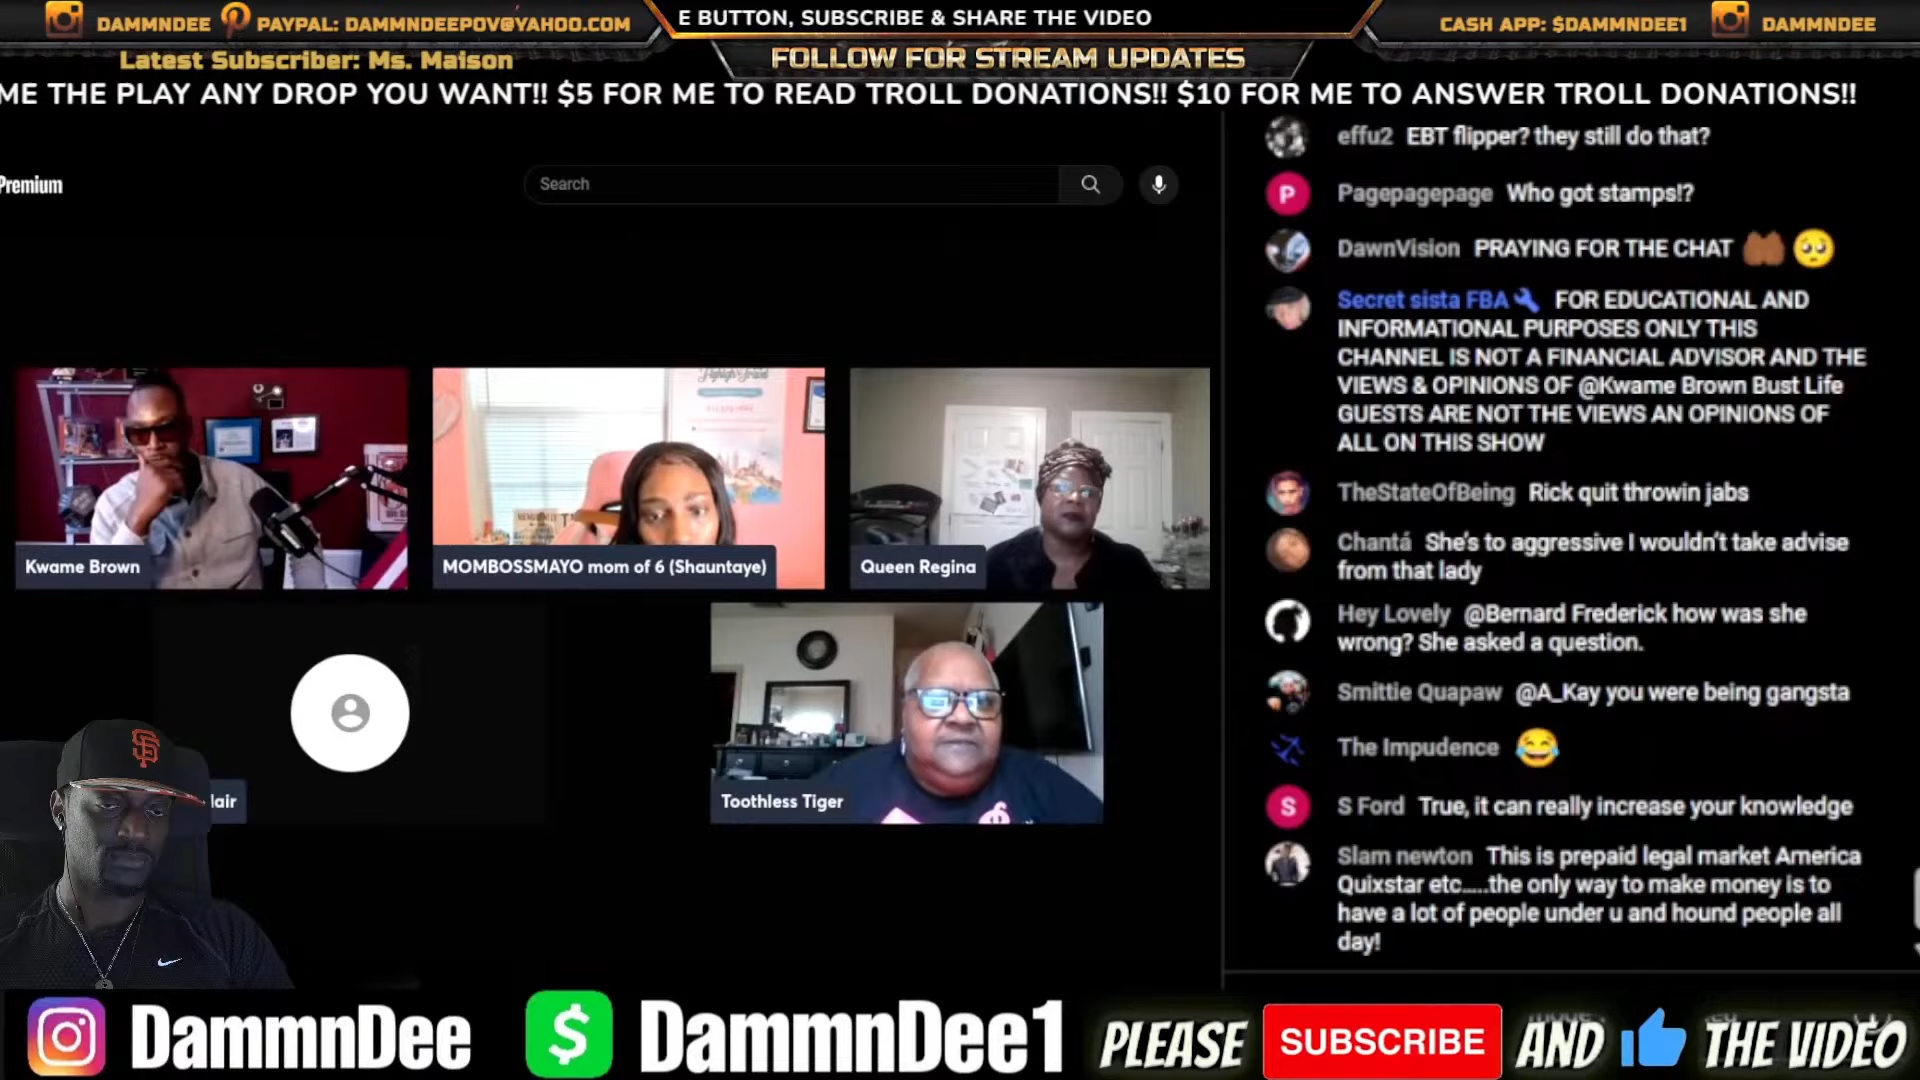 DAMMNDEE
PAYPAL: DAMMNDEEPOV@YAHOO.COM
E BUTTON, SUBSCRIBE & SHARE THE VIDEO
CASH APP: $DAMMNDEE1
DAMMNDEE
Latest Subscriber: Ms. Maison
FOLLOW FOR STREAM UPDATES
ME THE PLAY ANY DROP YOU WANT!! $5 FOR ME TO READ TROLL DONATIONS!! $10 FOR ME TO ANSWER TROLL DONATIONS!!
Premium
Search
Kwame Brown
MOMBOSSMAYO mom of 6 (Shauntaye)
Queen Regina
lair
Toothless Tiger
effu2 EBT flipper? they still do that?
P
Pagepagepage Who got stamps!?
DawnVision PRAYING FOR THE CHAT 🤲🏾 🥺
Secret sista FBA FOR EDUCATIONAL AND
INFORMATIONAL PURPOSES ONLY THIS
CHANNEL IS NOT A FINANCIAL ADVISOR AND THE
VIEWS & OPINIONS OF @Kwame Brown Bust Life
GUESTS ARE NOT THE VIEWS AN OPINIONS OF
ALL ON THIS SHOW
TheStateOfBeing Rick quit throwin jabs
Chantá She's to aggressive I wouldn't take advise
from that lady
Hey Lovely @Bernard Frederick how was she
wrong? She asked a question.
Smittie Quapaw @A_Kay you were being gangsta
The Impudence 😂
S
S Ford True, it can really increase your knowledge
Slam newton This is prepaid legal market America
Quixstar etc.....the only way to make money is to
have a lot of people under u and hound people all
day!
SF
DammnDee
$
DammnDee1
PLEASE
SUBSCRIBE
AND
THE VIDEO